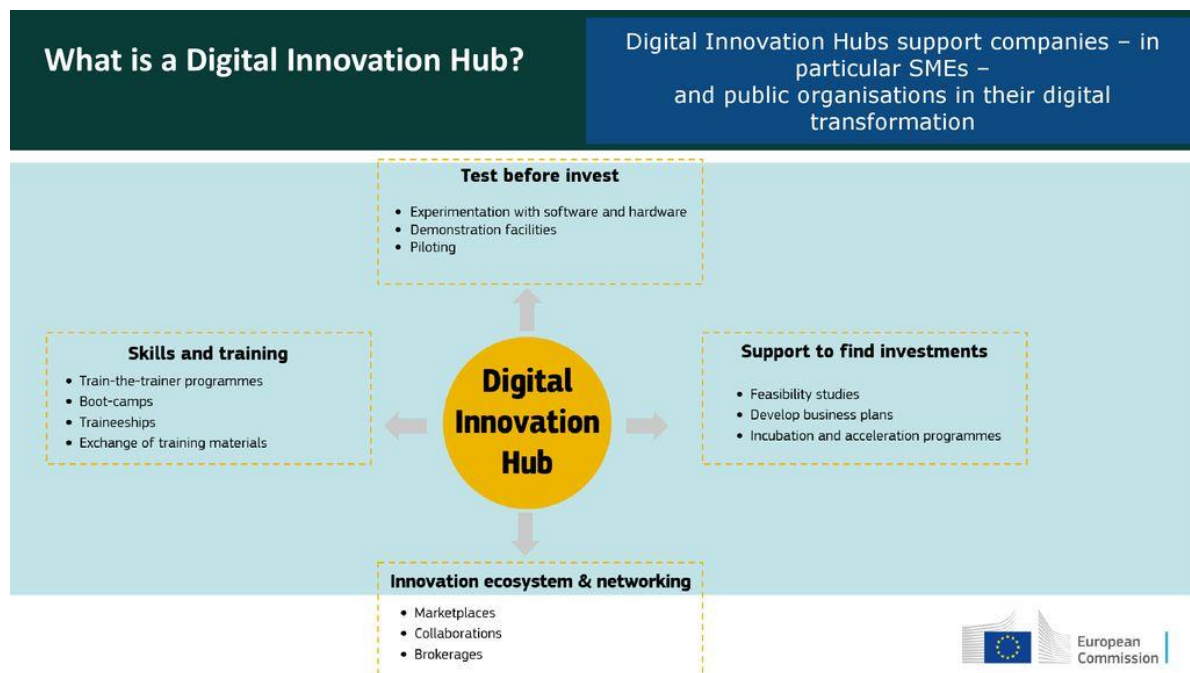 What is a Digital Innovation Hub?
Digital Innovation Hubs support companies – in
particular SMEs –
and public organisations in their digital
transformation
Test before invest
• Experimentation with software and hardware
• Demonstration facilities
• Piloting
Skills and training
• Train-the-trainer programmes
• Boot-camps
• Traineeships
• Exchange of training materials
Digital
Innovation
Hub
Support to find investments
• Feasibility studies
• Develop business plans
• Incubation and acceleration programmes
Innovation ecosystem & networking
• Marketplaces
• Collaborations
• Brokerages
European
Commission